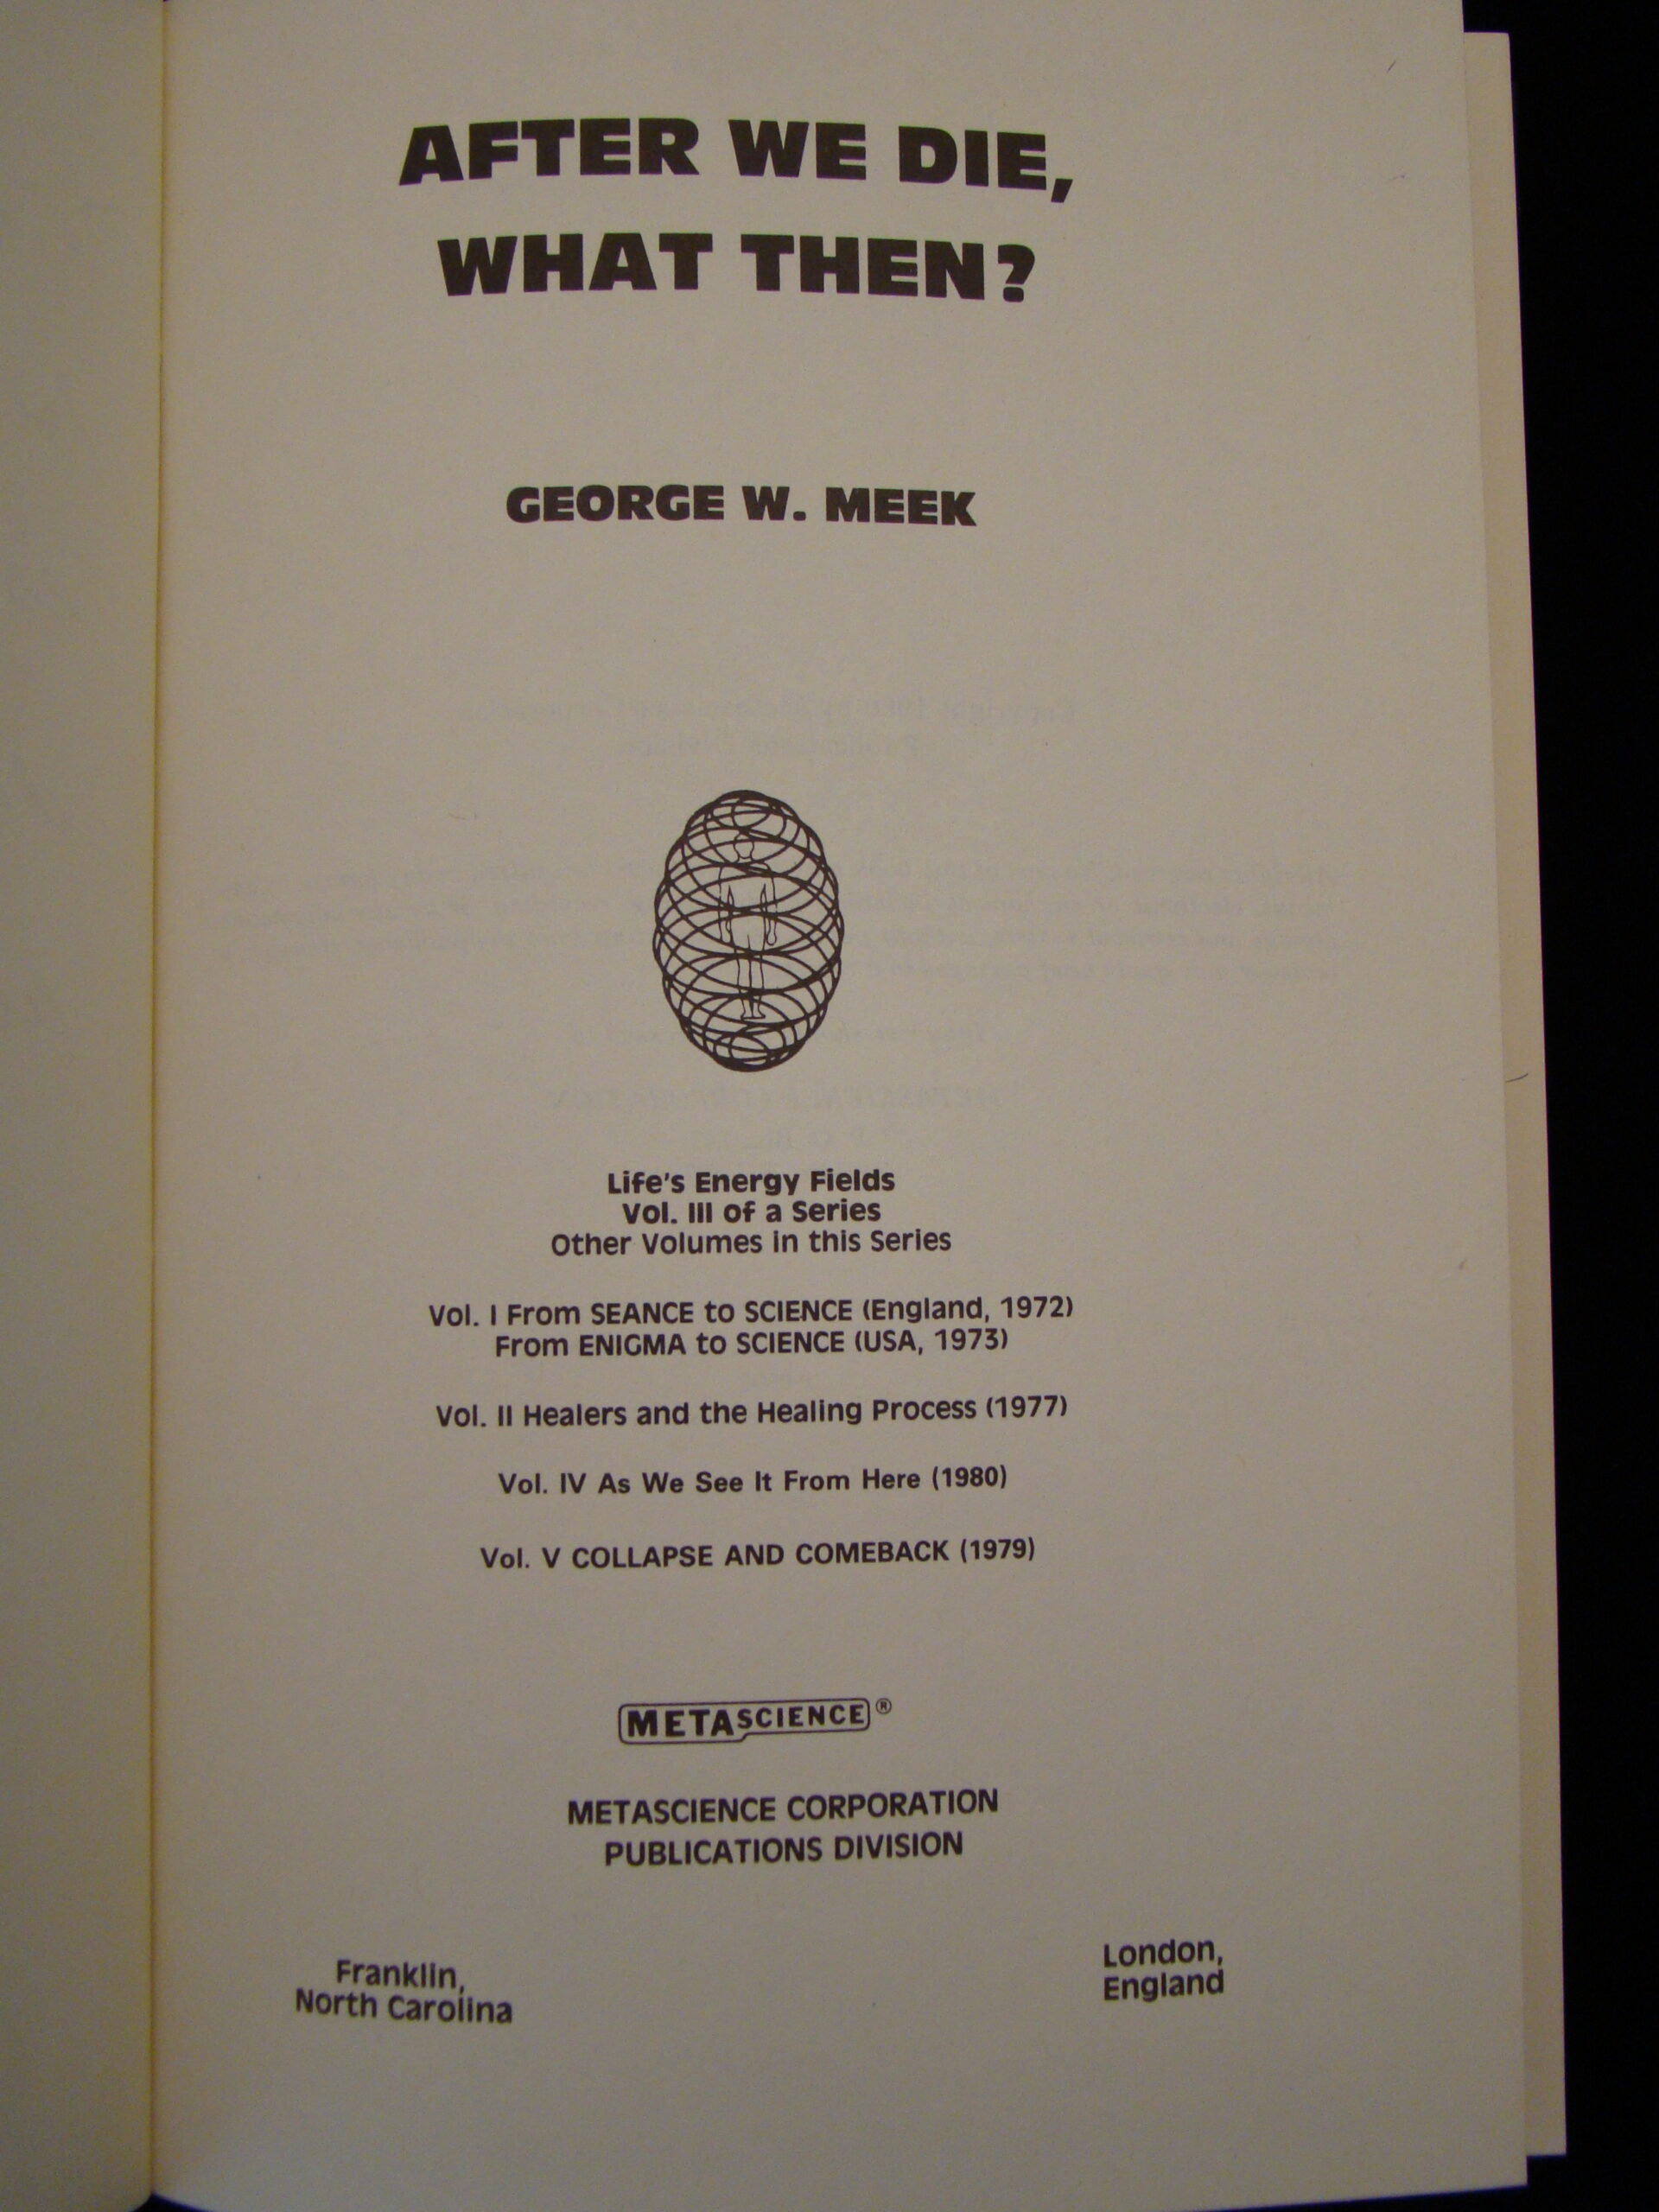 AFTER WE DIE,
WHAT THEN?
GEORGE W. MEEK
Life's Energy Fields
Vol. III of a Series
Other Volumes in this Series
Vol. I From SEANCE to SCIENCE (England, 1972)
From ENIGMA to SCIENCE (USA, 1973)
Vol. II Healers and the Healing Process (1977)
Vol. IV As We See It From Here (1980)
Vol. V COLLAPSE AND COMEBACK (1979)
METASCIENCE®
METASCIENCE CORPORATION
PUBLICATIONS DIVISION
Franklin,
North Carolina
London,
England